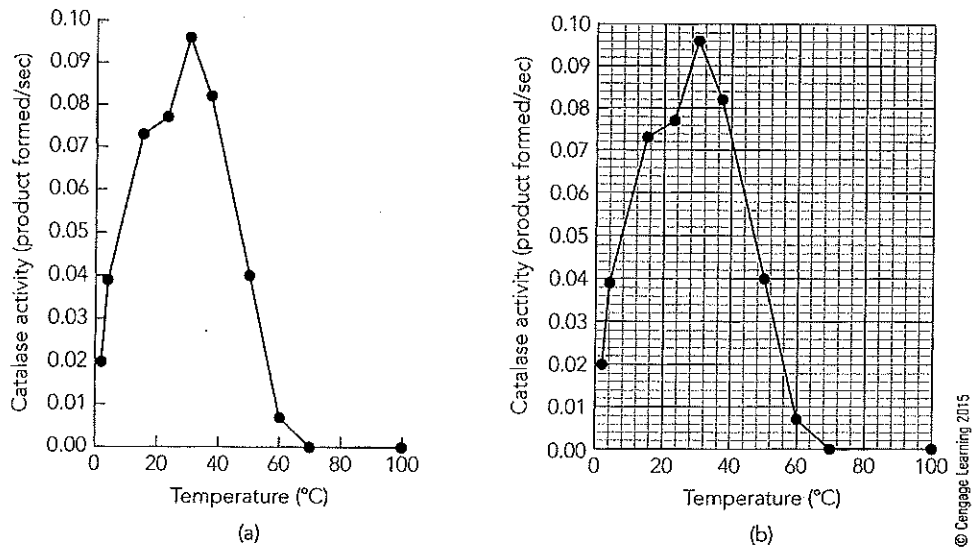 0.10
0.09
0.08
0.07
0.06
0.05
0.04
0.03
0.02
0.01
0.00
Catalase activity (product formed/sec)
0 20 40 60 80 100
Temperature (°C)
(a)
0.10
0.09
0.08
0.07
0.06
0.05
0.04
0.03
0.02
0.01
0.00
Catalase activity (product formed/sec)
0 20 40 60 80 100
Temperature (°C)
(b)
© Cengage Learning 2015